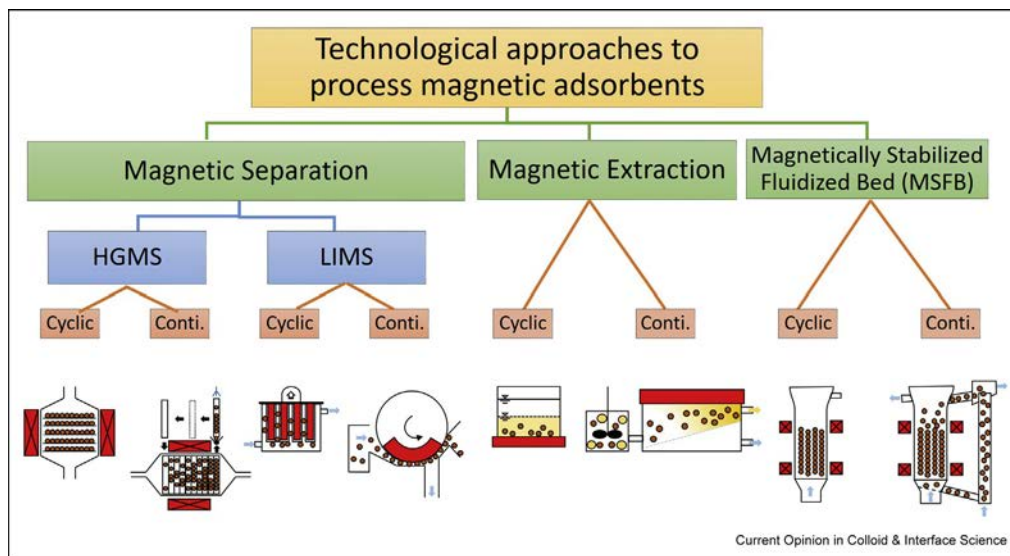 Technological approaches to
process magnetic adsorbents
Magnetic Separation
Magnetic Extraction
Magnetically Stabilized
Fluidized Bed (MSFB)
HGMS
LIMS
Cyclic
Conti.
Cyclic
Conti.
Cyclic
Conti.
Cyclic
Conti.
Current Opinion in Colloid & Interface Science